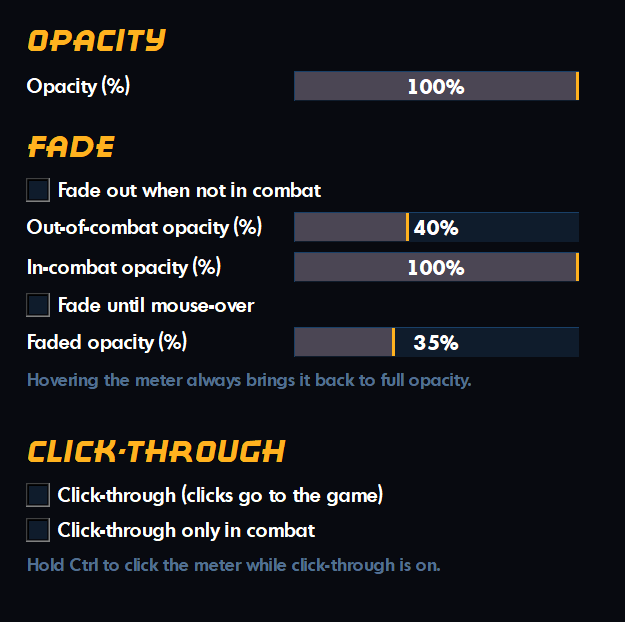 OPACITY
Opacity (%) 100%
FADE
Fade out when not in combat
Out-of-combat opacity (%) 40%
In-combat opacity (%) 100%
Fade until mouse-over
Faded opacity (%) 35%
Hovering the meter always brings it back to full opacity.
CLICK-THROUGH
Click-through (clicks go to the game)
Click-through only in combat
Hold Ctrl to click the meter while click-through is on.